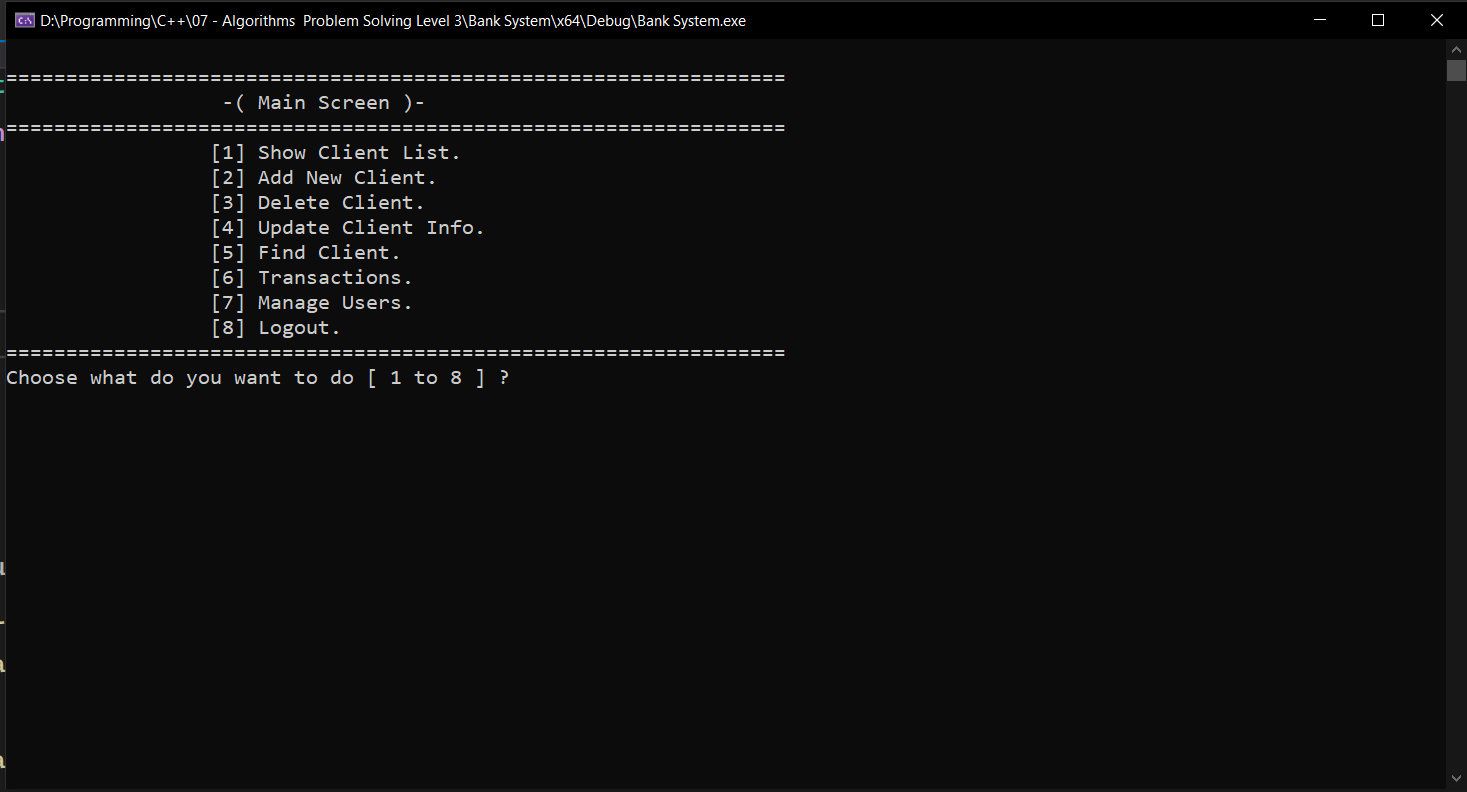 D:\Programming\C++\07 - Algorithms  Problem Solving Level 3\Bank System\x64\Debug\Bank System.exe
=================================================================
-( Main Screen )-
=================================================================
[1] Show Client List.
[2] Add New Client.
[3] Delete Client.
[4] Update Client Info.
[5] Find Client.
[6] Transactions.
[7] Manage Users.
[8] Logout.
=================================================================
Choose what do you want to do [ 1 to 8 ] ?